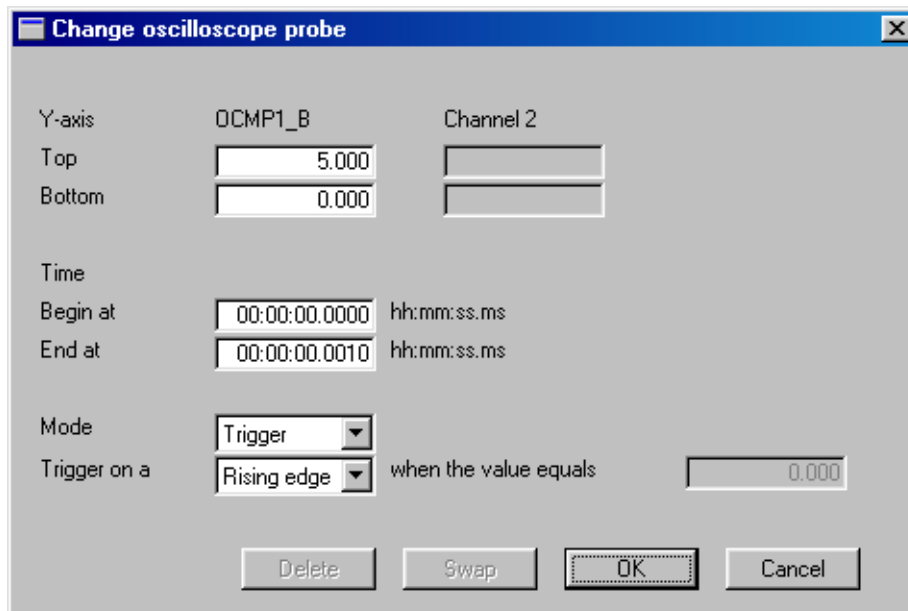 Change oscilloscope probe
Y-axis OCMP1_B Channel 2
Top 5.000
Bottom 0.000
Time
Begin at 00:00:00.0000 hh:mm:ss.ms
End at 00:00:00.0010 hh:mm:ss.ms
Mode Trigger
Trigger on a Rising edge when the value equals 0.000
Delete Swap OK Cancel